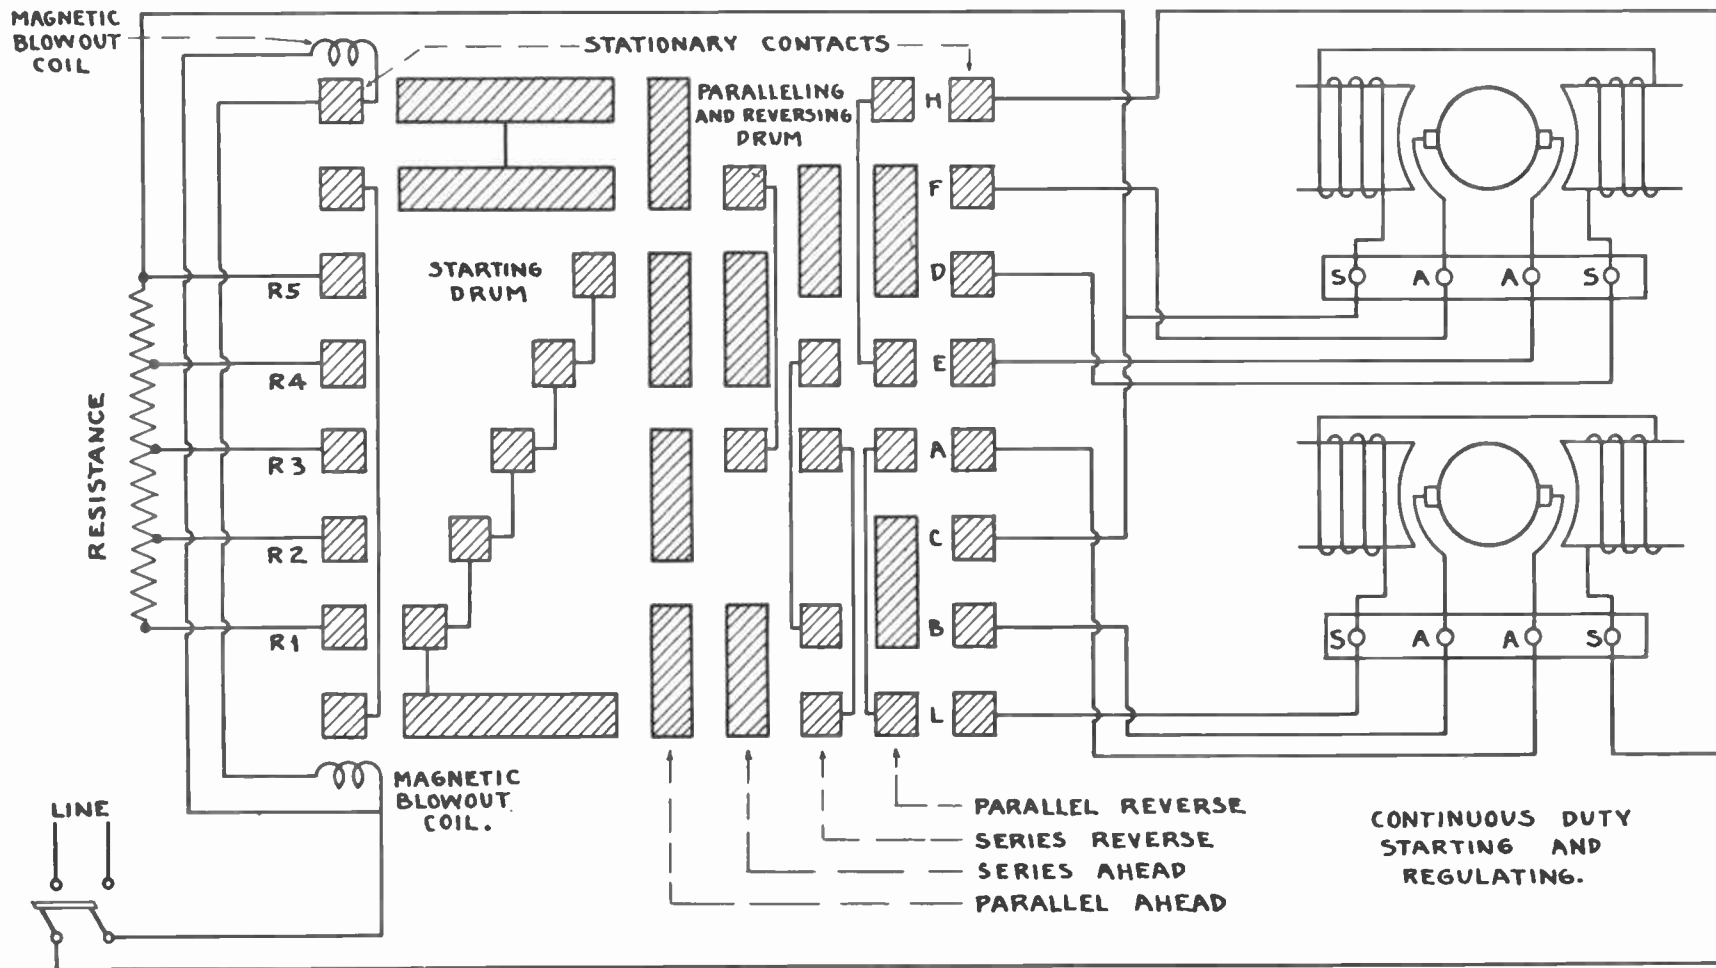 MAGNETIC
BLOWOUT
COIL
STATIONARY CONTACTS
PARALLELING
AND REVERSING
DRUM
STARTING
DRUM
RESISTANCE
R5
R4
R3
R2
R1
H
F
D
E
A
C
B
L
S A A S
S A A S
MAGNETIC
BLOWOUT
COIL.
LINE
PARALLEL REVERSE
SERIES REVERSE
SERIES AHEAD
PARALLEL AHEAD
CONTINUOUS DUTY
STARTING AND
REGULATING.